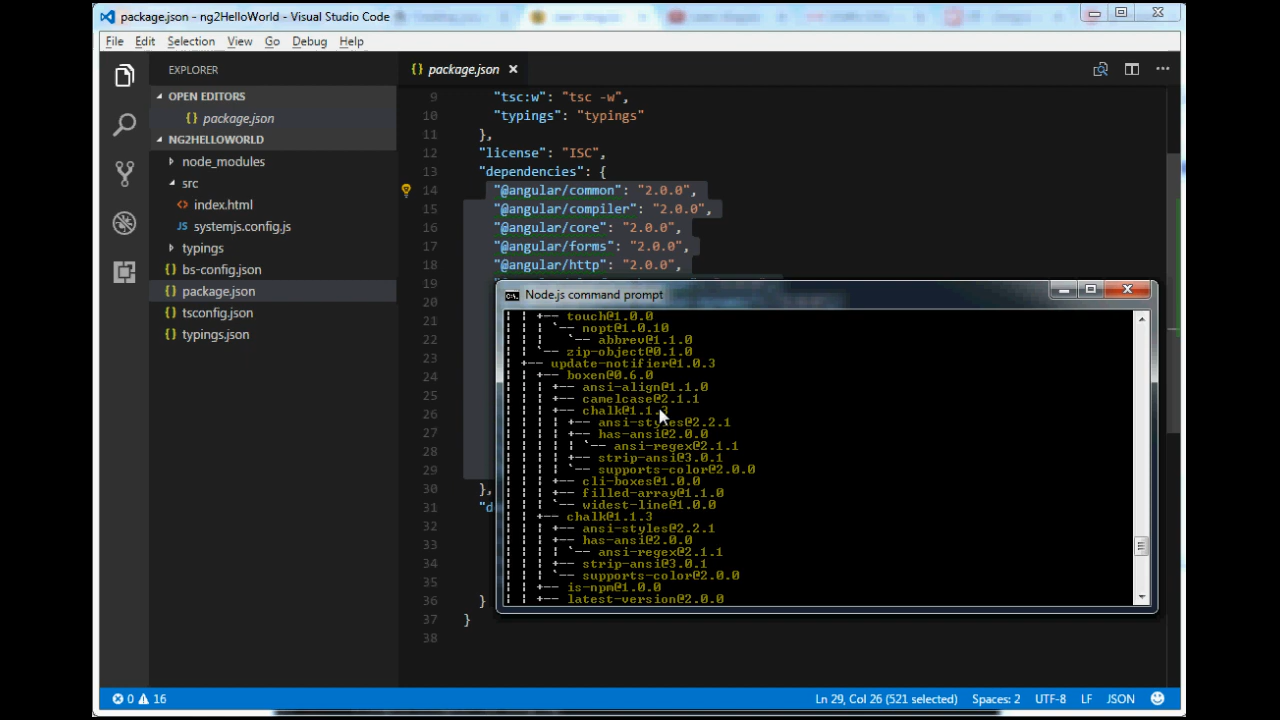 package.json - ng2HelloWorld - Visual Studio Code
File Edit Selection View Go Debug Help
EXPLORER
OPEN EDITORS
{} package.json
NG2HELLOWORLD
node_modules
src
<> index.html
JS systemjs.config.js
typings
{} bs-config.json
{} package.json
{} tsconfig.json
{} typings.json
{} package.json
9 "tsc:w": "tsc -w",
10 "typings": "typings"
11 },
12 "license": "ISC",
13 "dependencies": {
14 "@angular/common": "2.0.0",
15 "@angular/compiler": "2.0.0",
16 "@angular/core": "2.0.0",
17 "@angular/forms": "2.0.0",
18 "@angular/http": "2.0.0",
19
20
21
22
23
24
25
26
27
28
29
30 },
31 "d
32
33
34
35
36 }
37 }
38
Node.js command prompt
| | +-- touch@1.0.0
| | | `-- nopt@1.0.10
| | |   `-- abbrev@1.1.0
| | `-- zip-object@0.1.0
| +-- update-notifier@1.0.3
| | +-- boxen@0.6.0
| | | +-- ansi-align@1.1.0
| | | +-- camelcase@2.1.1
| | | +-- chalk@1.1.3
| | | | +-- ansi-styles@2.2.1
| | | | +-- has-ansi@2.0.0
| | | | | `-- ansi-regex@2.1.1
| | | | +-- strip-ansi@3.0.1
| | | | `-- supports-color@2.0.0
| | | +-- cli-boxes@1.0.0
| | | +-- filled-array@1.1.0
| | | `-- widest-line@1.0.0
| | +-- chalk@1.1.3
| | | +-- ansi-styles@2.2.1
| | | +-- has-ansi@2.0.0
| | | | `-- ansi-regex@2.1.1
| | | +-- strip-ansi@3.0.1
| | | `-- supports-color@2.0.0
| | +-- is-npm@1.0.0
| | +-- latest-version@2.0.0
0 16 Ln 29, Col 26 (521 selected) Spaces: 2 UTF-8 LF JSON